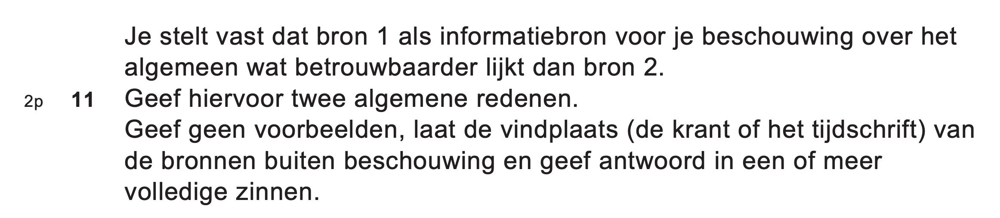 Je stelt vast dat bron 1 als informatiebron voor je beschouwing over het
algemeen wat betrouwbaarder lijkt dan bron 2.
2p 11 Geef hiervoor twee algemene redenen.
Geef geen voorbeelden, laat de vindplaats (de krant of het tijdschrift) van
de bronnen buiten beschouwing en geef antwoord in een of meer
volledige zinnen.